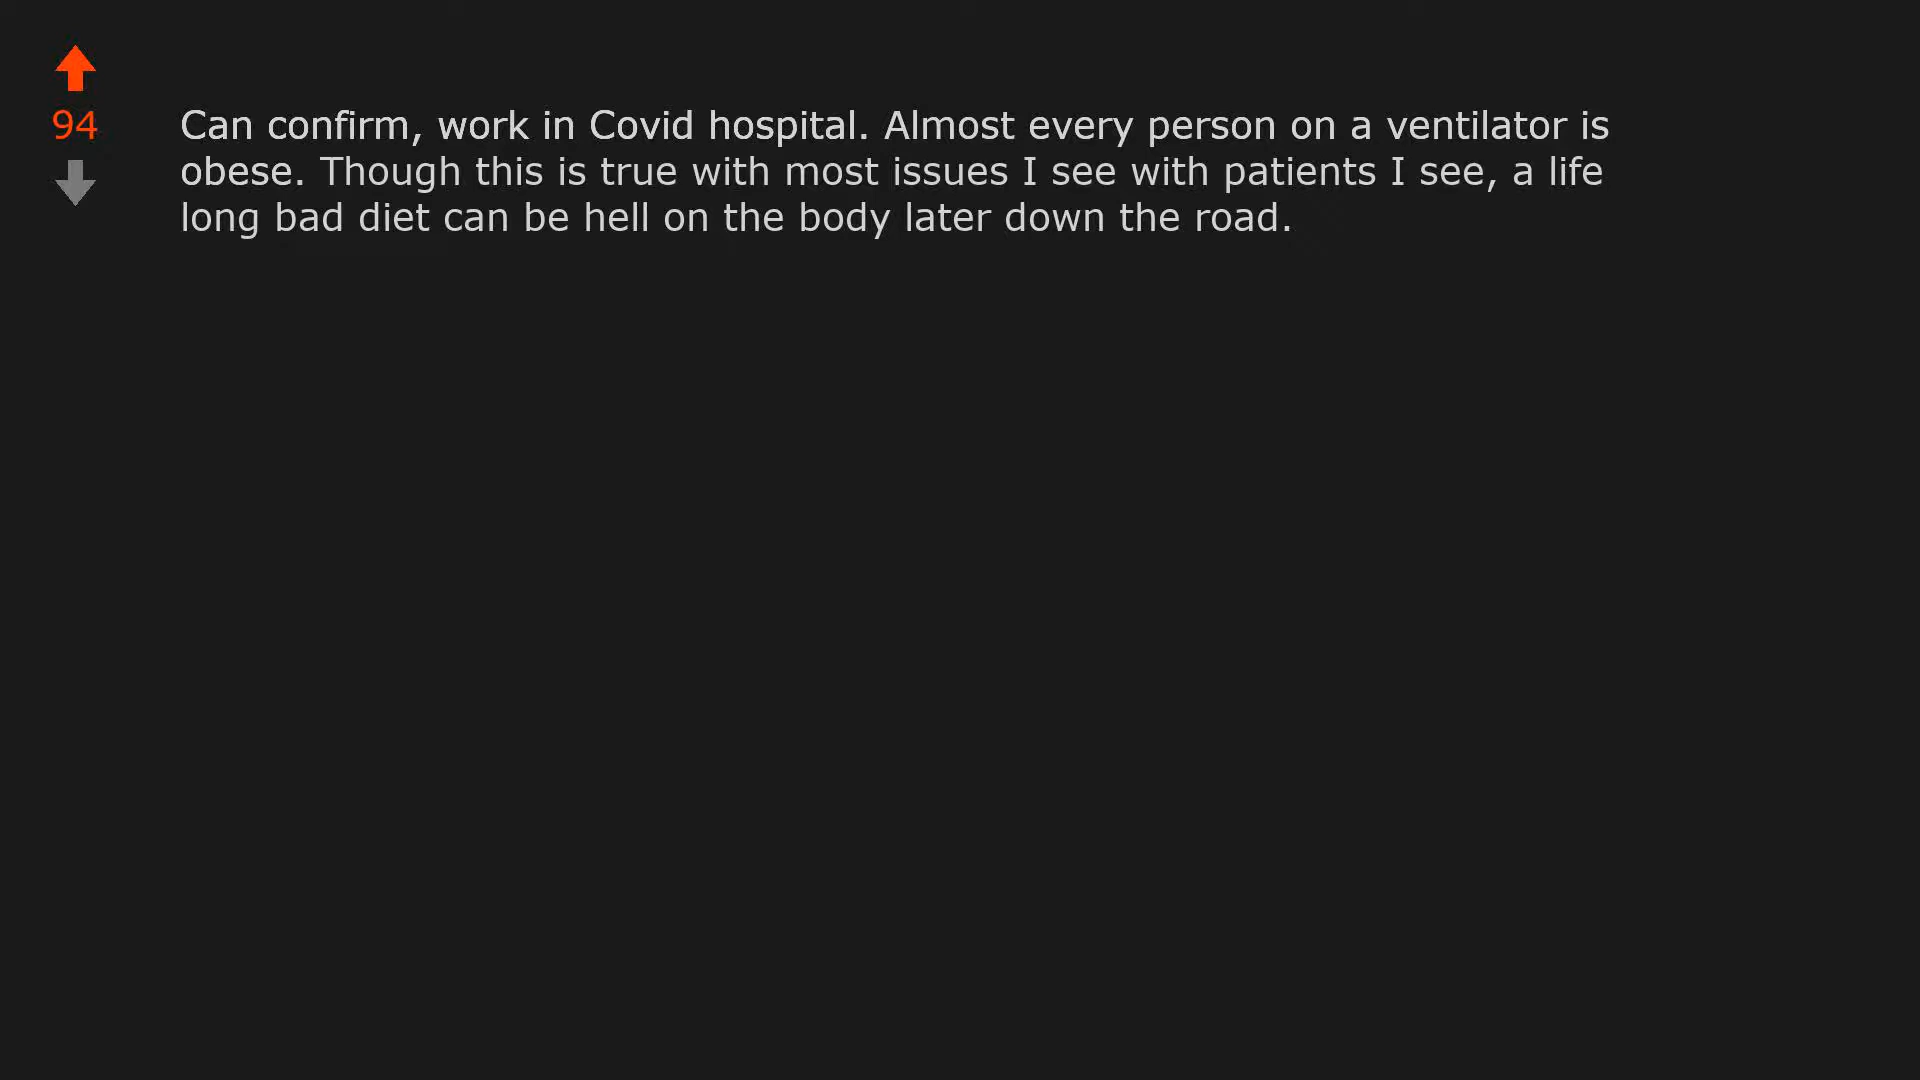 94
Can confirm, work in Covid hospital. Almost every person on a ventilator is
obese. Though this is true with most issues I see with patients I see, a life
long bad diet can be hell on the body later down the road.